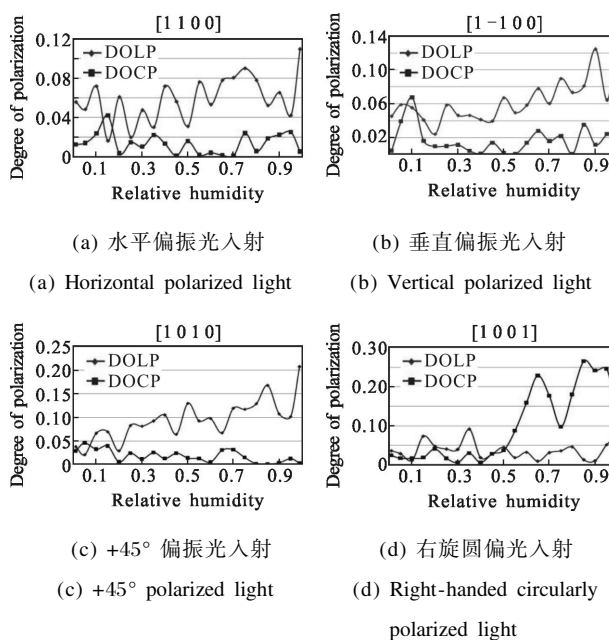 [1 1 0 0]
Degree of polarization
0.12
0.08
0.04
0
DOLP
DOCP
0.1 0.3 0.5 0.7 0.9
Relative humidity
(a) 水平偏振光入射
(a) Horizontal polarized light
[1 -1 0 0]
Degree of polarization
0.14
0.10
0.06
0.02
DOLP
DOCP
0.1 0.3 0.5 0.7 0.9
Relative humidity
(b) 垂直偏振光入射
(b) Vertical polarized light
[1 0 1 0]
Degree of polarization
0.25
0.20
0.15
0.10
0.05
0
DOLP
DOCP
0.1 0.3 0.5 0.7 0.9
Relative humidity
(c) +45° 偏振光入射
(c) +45° polarized light
[1 0 0 1]
Degree of polarization
0.30
0.20
0.10
0
DOLP
DOCP
0.1 0.3 0.5 0.7 0.9
Relative humidity
(d) 右旋圆偏光入射
(d) Right-handed circularly
polarized light